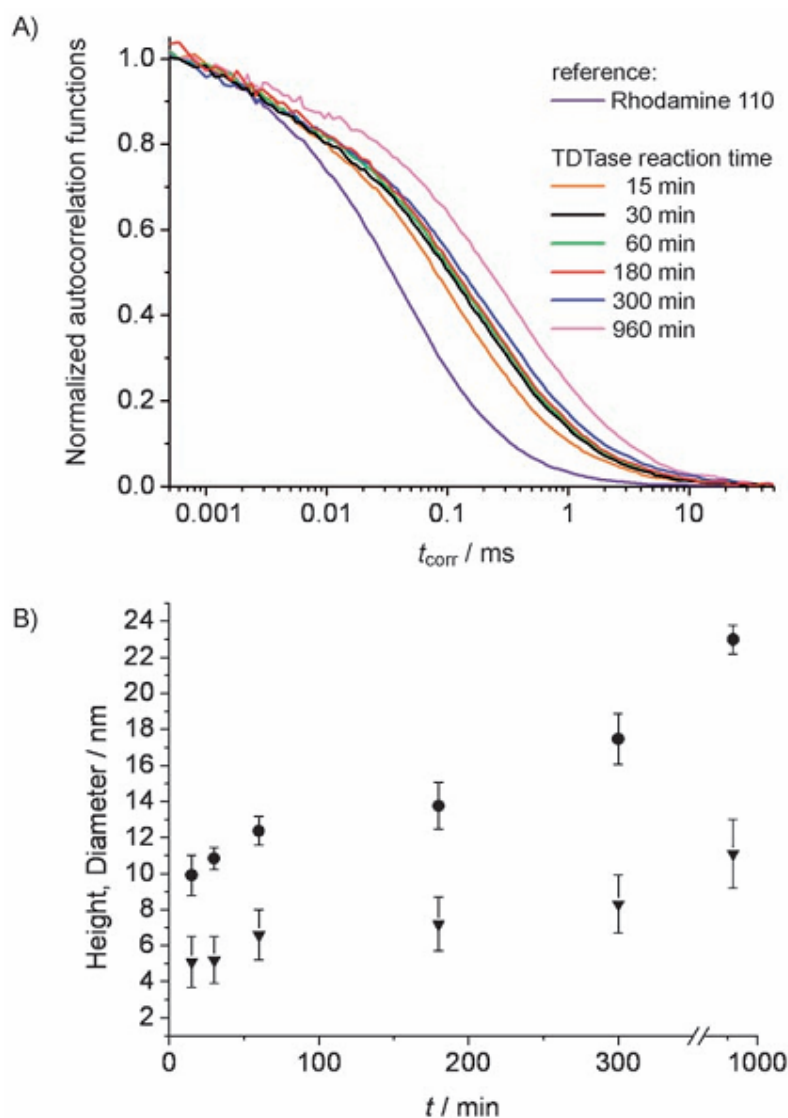 A)
Normalized autocorrelation functions
1.0
0.8
0.6
0.4
0.2
0.0
reference:
Rhodamine 110
TDTase reaction time
15 min
30 min
60 min
180 min
300 min
960 min
0.001 0.01 0.1 1 10
tcorr / ms
B)
Height, Diameter / nm
24
22
20
18
16
14
12
10
8
6
4
2
0 100 200 300 1000
t / min